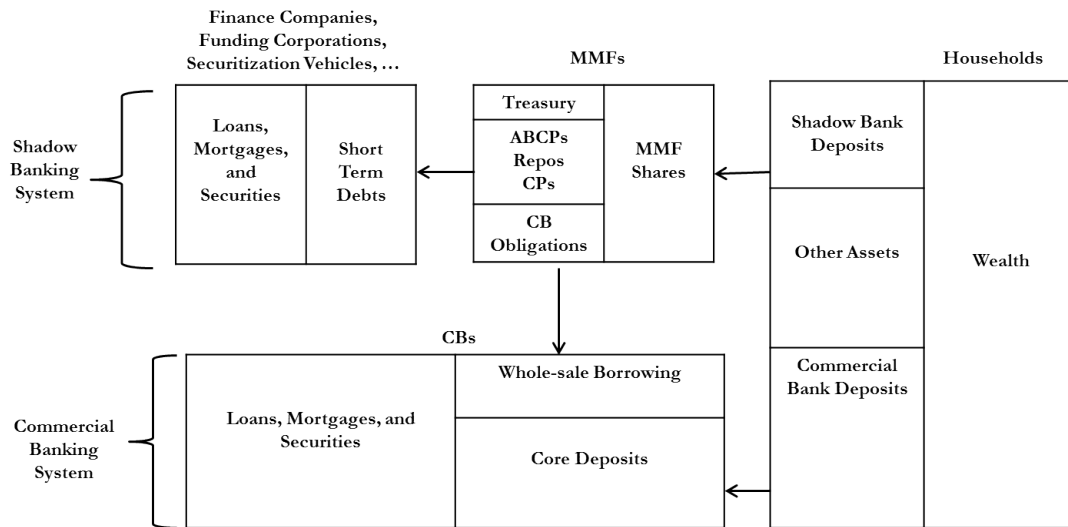 Finance Companies,
Funding Corporations,
Securitization Vehicles, …
MMFs
Households
Shadow
Banking
System
Loans,
Mortgages,
and
Securities
Short
Term
Debts
Treasury
ABCPs
Repos
CPs
CB
Obligations
MMF
Shares
Shadow Bank
Deposits
Other Assets
Wealth
CBs
Commercial
Banking
System
Loans, Mortgages, and
Securities
Whole-sale Borrowing
Core Deposits
Commercial
Bank Deposits